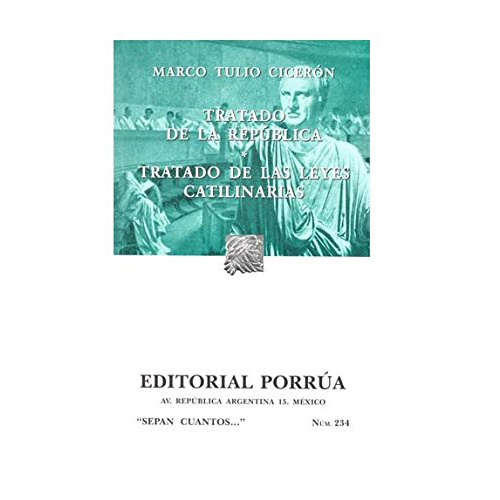 MARCO TULIO CICERÓN
TRATADO
DE LA REPÚBLICA
*
TRATADO DE LAS LEYES
CATILINARIAS
EDITORIAL PORRÚA
AV. REPÚBLICA ARGENTINA 15, MÉXICO
"SEPAN CUANTOS..." NÚM. 234